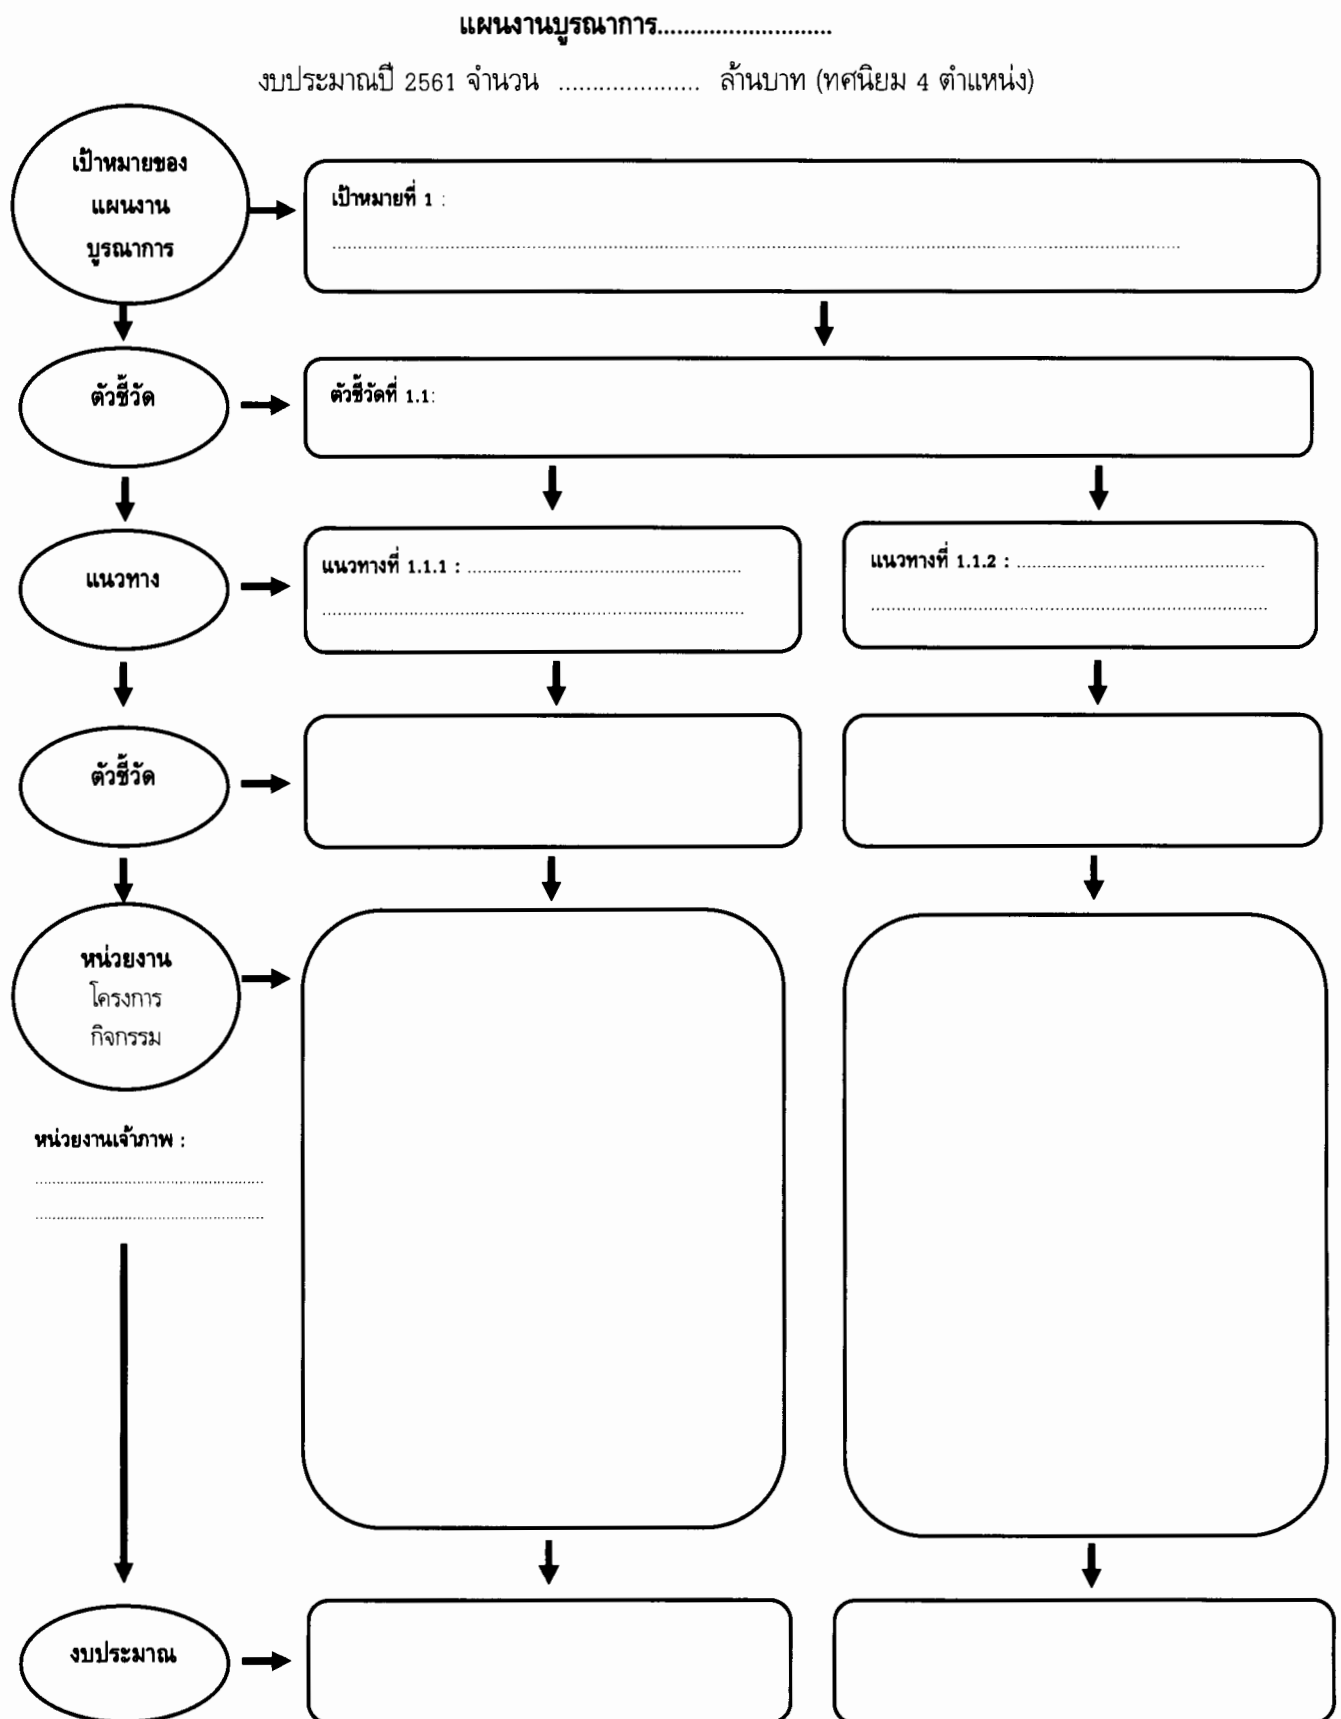 แผนงานบูรณาการ...........................
งบประมาณปี 2561 จำนวน ..................... ล้านบาท (ทศนิยม 4 ตำแหน่ง)
เป้าหมายของ
แผนงาน
บูรณาการ
เป้าหมายที่ 1 :
ตัวชี้วัด
ตัวชี้วัดที่ 1.1:
แนวทาง
แนวทางที่ 1.1.1 : ..............................
แนวทางที่ 1.1.2 : ..............................
ตัวชี้วัด
หน่วยงาน
โครงการ
กิจกรรม
หน่วยงานเจ้าภาพ :
งบประมาณ